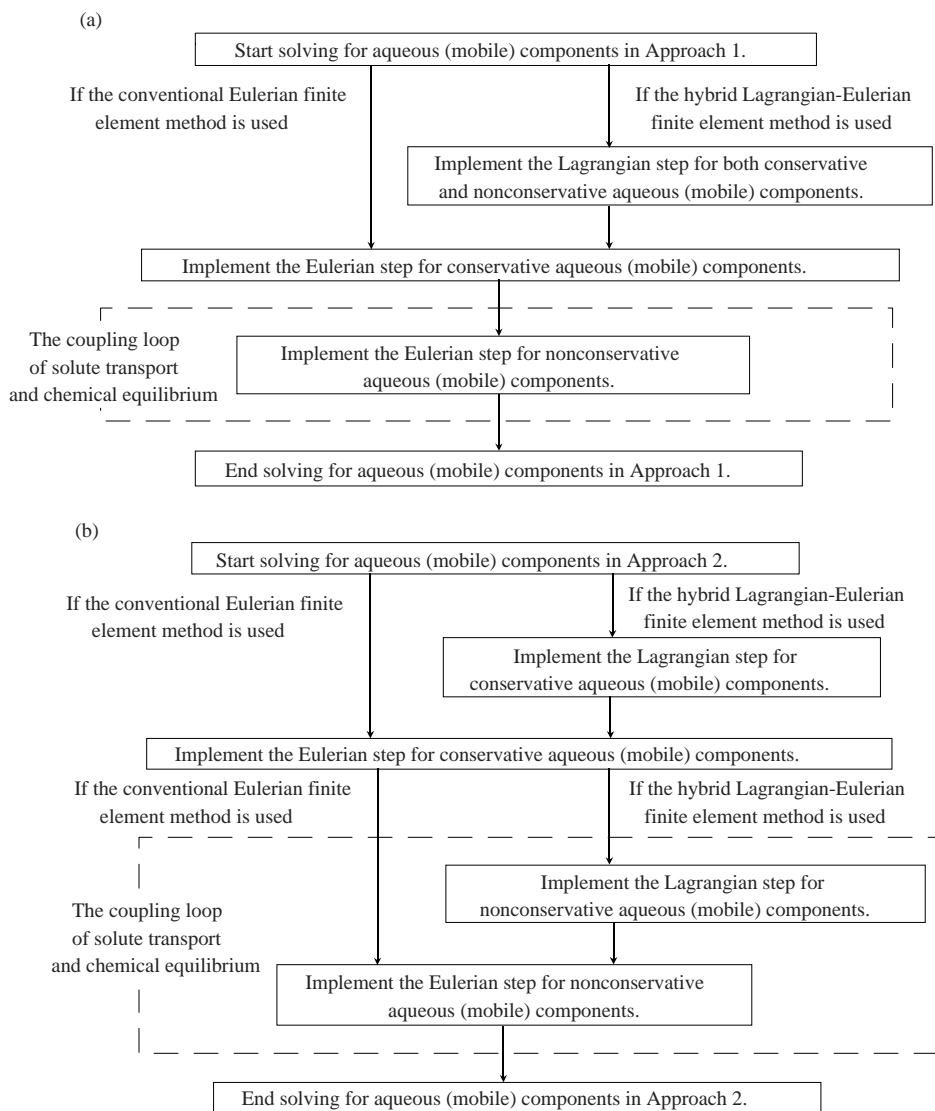 (a)
Start solving for aqueous (mobile) components in Approach 1.
If the conventional Eulerian finite
element method is used
If the hybrid Lagrangian-Eulerian
finite element method is used
Implement the Lagrangian step for both conservative
and nonconservative aqueous (mobile) components.
Implement the Eulerian step for conservative aqueous (mobile) components.
The coupling loop
of solute transport
and chemical equilibrium
Implement the Eulerian step for nonconservative
aqueous (mobile) components.
End solving for aqueous (mobile) components in Approach 1.
(b)
Start solving for aqueous (mobile) components in Approach 2.
If the conventional Eulerian finite
element method is used
If the hybrid Lagrangian-Eulerian
finite element method is used
Implement the Lagrangian step for
conservative aqueous (mobile) components.
Implement the Eulerian step for conservative aqueous (mobile) components.
If the conventional Eulerian finite
element method is used
If the hybrid Lagrangian-Eulerian
finite element method is used
Implement the Lagrangian step for
nonconservative aqueous (mobile) components.
The coupling loop
of solute transport
and chemical equilibrium
Implement the Eulerian step for nonconservative
aqueous (mobile) components.
End solving for aqueous (mobile) components in Approach 2.